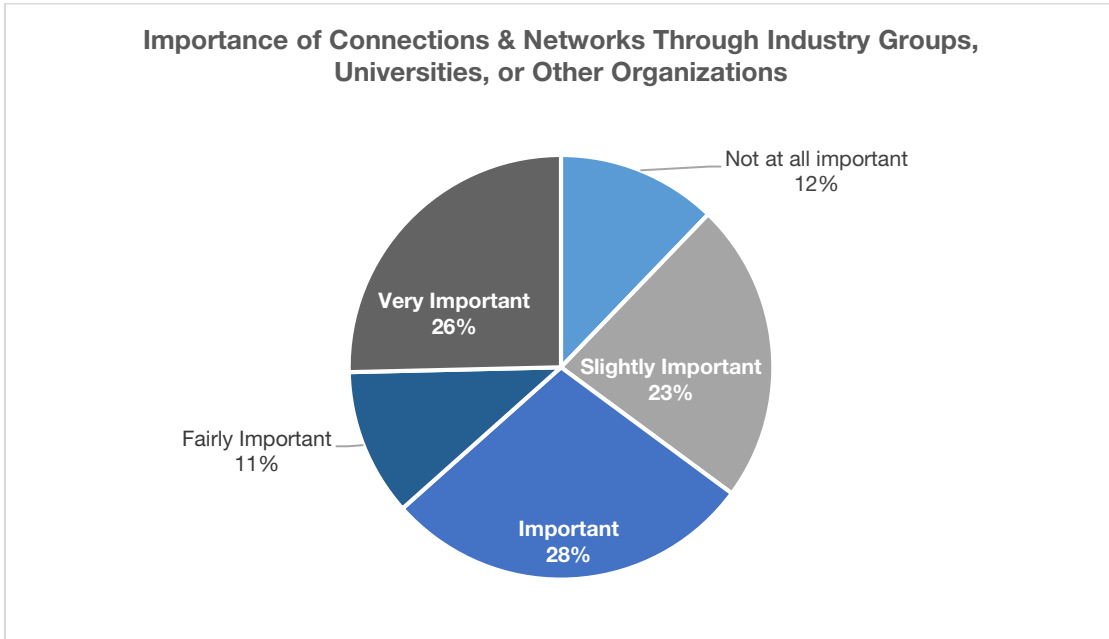 Importance of Connections & Networks Through Industry Groups,
Universities, or Other Organizations
Not at all important
12%
Very Important
26%
Slightly Important
23%
Fairly Important
11%
Important
28%